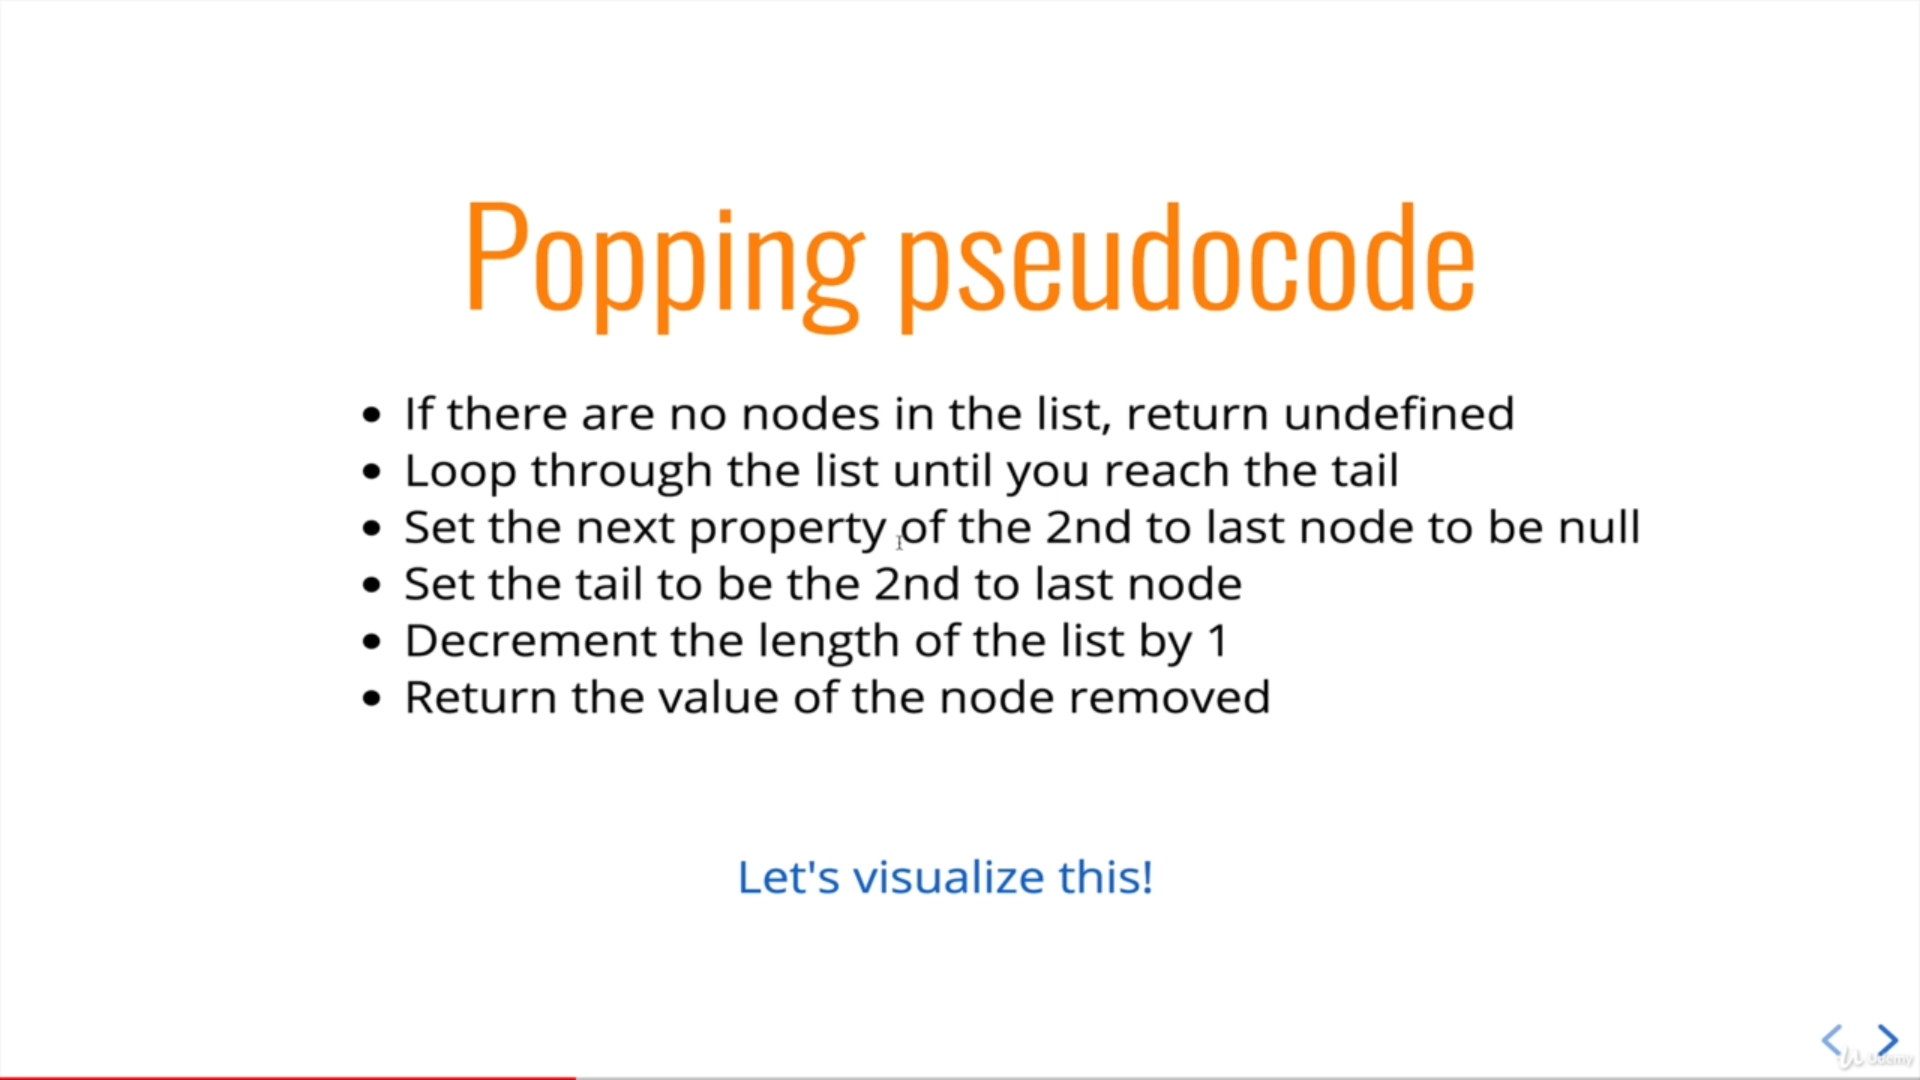 Popping pseudocode
If there are no nodes in the list, return undefined
Loop through the list until you reach the tail
Set the next property of the 2nd to last node to be null
Set the tail to be the 2nd to last node
Decrement the length of the list by 1
Return the value of the node removed
Let's visualize this!
Udemy